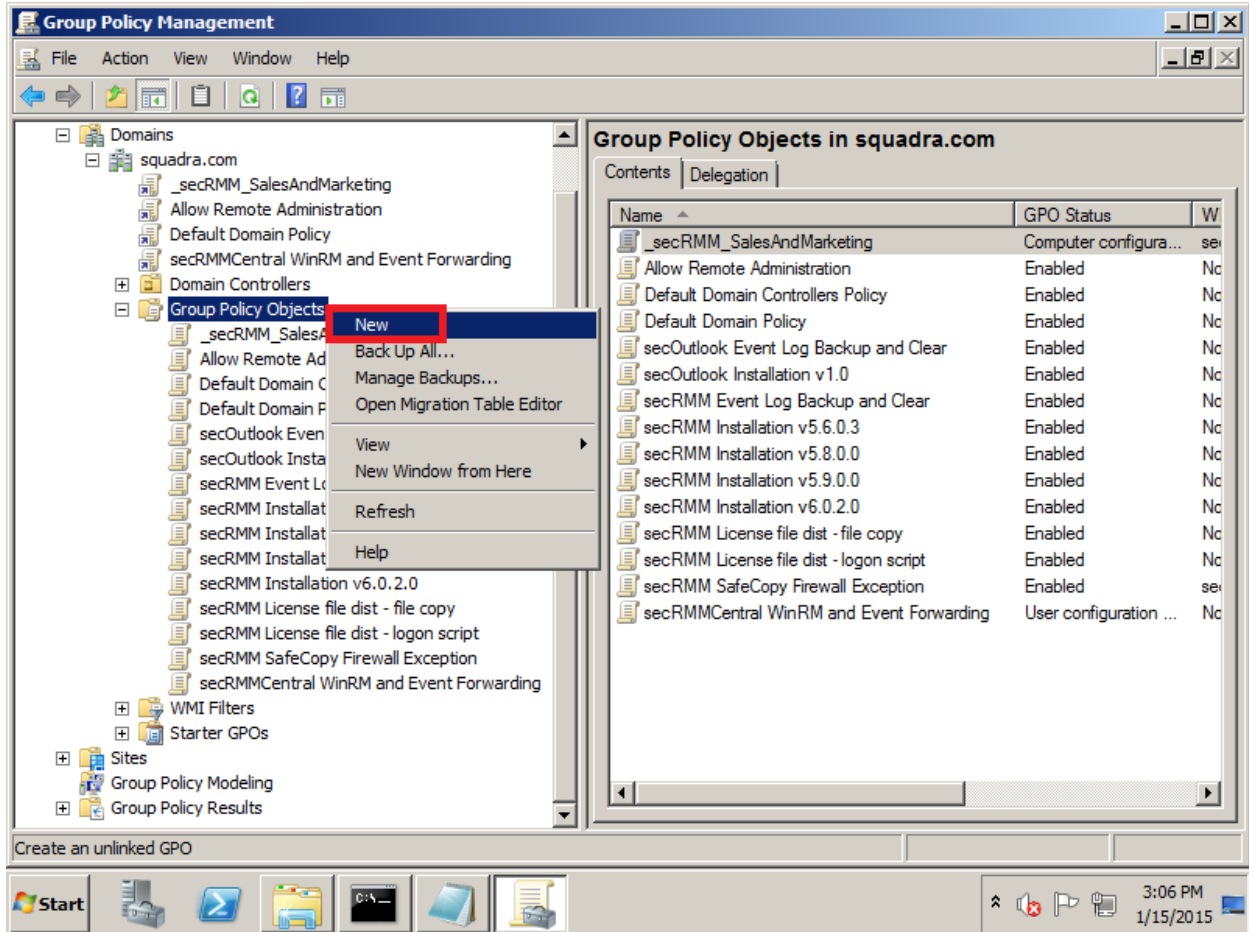 Group Policy Management
File Action View Window Help
Domains
squadra.com
_secRMM_SalesAndMarketing
Allow Remote Administration
Default Domain Policy
secRMMCentral WinRM and Event Forwarding
Domain Controllers
Group Policy Objects
_secRMM_SalesA
Allow Remote Ad
Default Domain C
Default Domain P
secOutlook Even
secOutlook Insta
secRMM Event Lo
secRMM Installat
secRMM Installat
secRMM Installat
secRMM Installation v6.0.2.0
secRMM License file dist - file copy
secRMM License file dist - logon script
secRMM SafeCopy Firewall Exception
secRMMCentral WinRM and Event Forwarding
WMI Filters
Starter GPOs
Sites
Group Policy Modeling
Group Policy Results
New
Back Up All...
Manage Backups...
Open Migration Table Editor
View
New Window from Here
Refresh
Help
Group Policy Objects in squadra.com
Contents Delegation
Name GPO Status W
_secRMM_SalesAndMarketing Computer configura... se
Allow Remote Administration Enabled No
Default Domain Controllers Policy Enabled No
Default Domain Policy Enabled No
secOutlook Event Log Backup and Clear Enabled No
secOutlook Installation v1.0 Enabled No
secRMM Event Log Backup and Clear Enabled No
secRMM Installation v5.6.0.3 Enabled No
secRMM Installation v5.8.0.0 Enabled No
secRMM Installation v5.9.0.0 Enabled No
secRMM Installation v6.0.2.0 Enabled No
secRMM License file dist - file copy Enabled No
secRMM License file dist - logon script Enabled No
secRMM SafeCopy Firewall Exception Enabled se
secRMMCentral WinRM and Event Forwarding User configuration ... No
Create an unlinked GPO
Start
C:\_
3:06 PM
1/15/2015